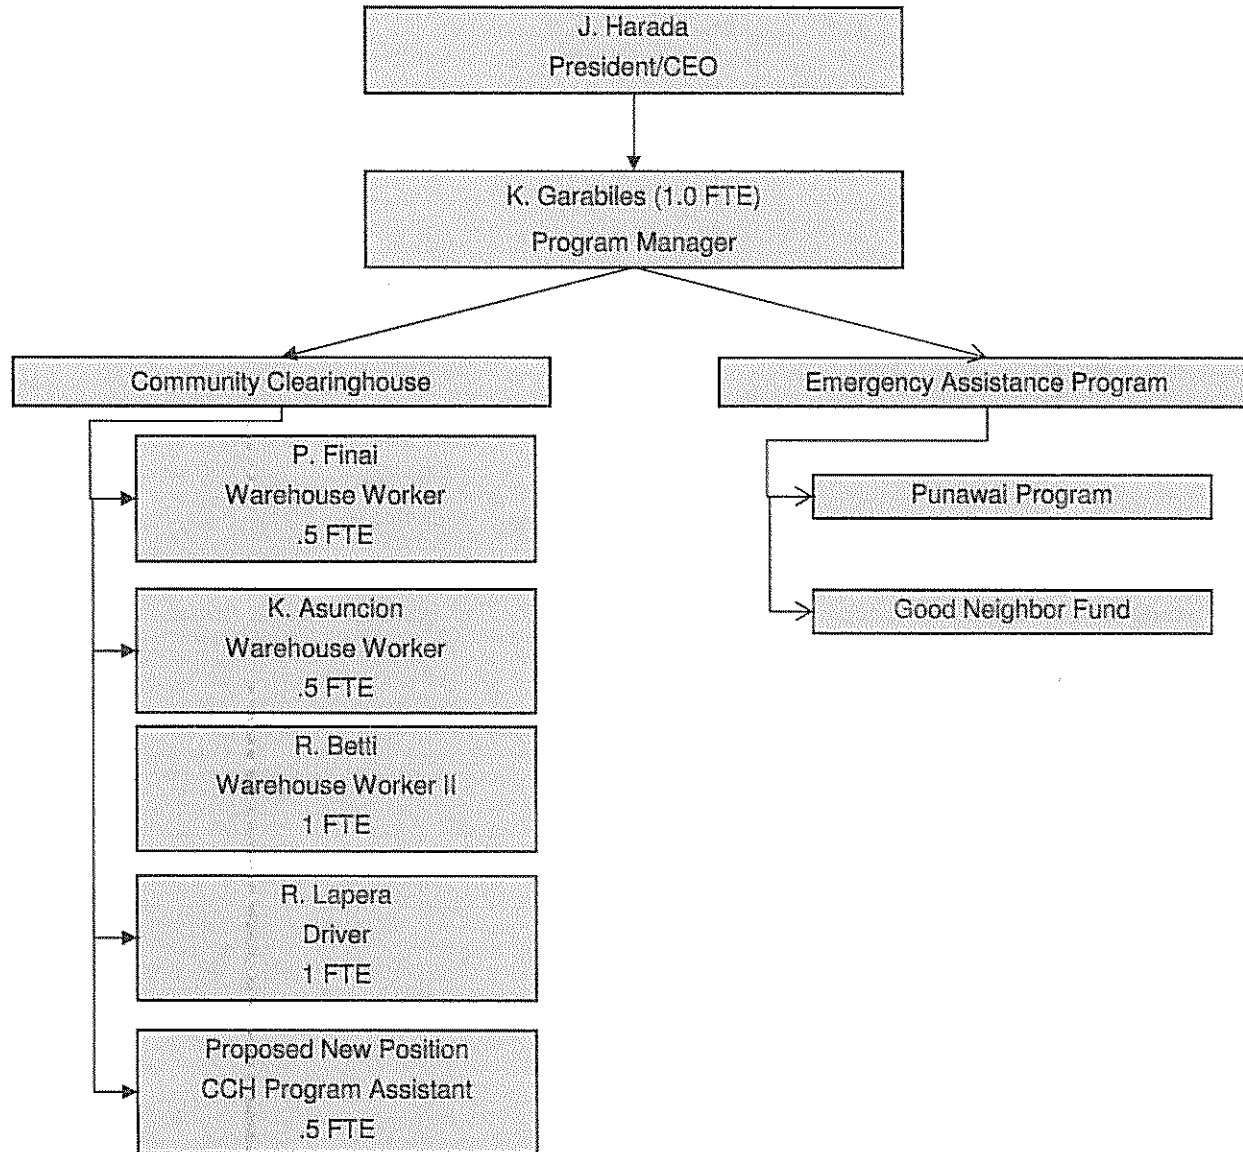 J. Harada
President/CEO
K. Garabiles (1.0 FTE)
Program Manager
Community Clearinghouse
P. Finai
Warehouse Worker
.5 FTE
K. Asuncion
Warehouse Worker
.5 FTE
R. Betti
Warehouse Worker II
1 FTE
R. Lapera
Driver
1 FTE
Proposed New Position
CCH Program Assistant
.5 FTE
Emergency Assistance Program
Punawai Program
Good Neighbor Fund